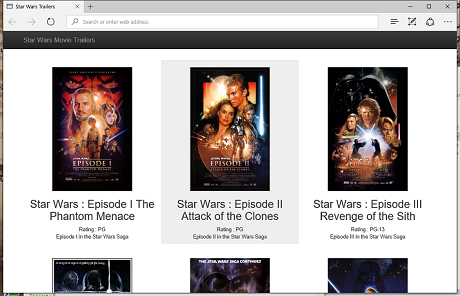 Star Wars Trailers
Search or enter web address
Star Wars Movie Trailers
STAR WARS
EPISODE I
THE PHANTOM MENACE
STAR WARS
EPISODE II
ATTACK OF THE CLONES
STAR WARS
EPISODE III
REVENGE OF THE SITH
Star Wars : Episode I The
Phantom Menace
Rating : PG
Episode I in the Star Wars Saga
Star Wars : Episode II
Attack of the Clones
Rating : PG
Episode II in the Star Wars Saga
Star Wars : Episode III
Revenge of the Sith
Rating : PG-13
Episode III in the Star Wars Saga
THE STAR WARS SAGA CONTINUES